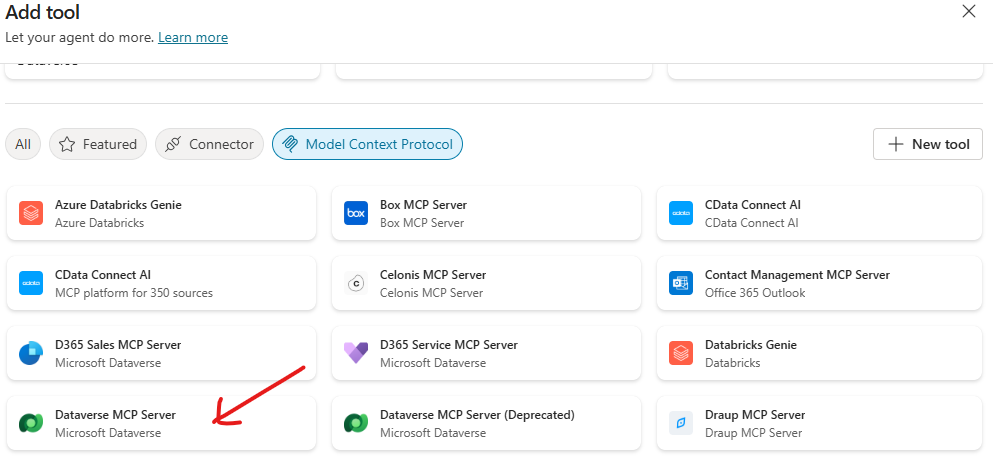 Add tool
Let your agent do more. Learn more
All
Featured
Connector
Model Context Protocol
New tool
Azure Databricks Genie
Azure Databricks
box
Box MCP Server
Box MCP Server
CData Connect AI
CData Connect AI
CData Connect AI
MCP platform for 350 sources
c
Celonis MCP Server
Celonis MCP Server
Contact Management MCP Server
Office 365 Outlook
D365 Sales MCP Server
Microsoft Dataverse
D365 Service MCP Server
Microsoft Dataverse
Databricks Genie
Databricks
Dataverse MCP Server
Microsoft Dataverse
Dataverse MCP Server (Deprecated)
Microsoft Dataverse
Draup MCP Server
Draup MCP Server